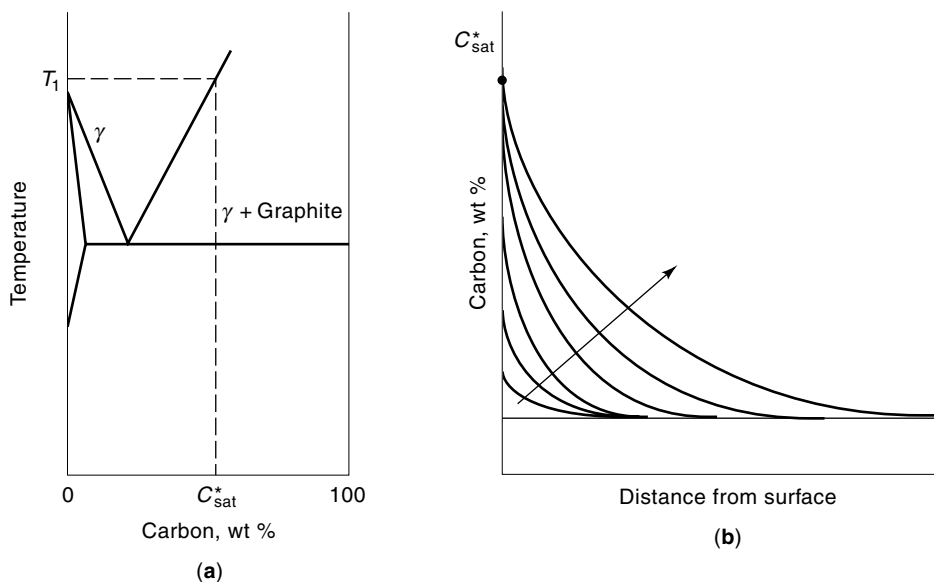 T1
γ
γ + Graphite
Temperature
0
C*sat
100
Carbon, wt %
(a)
C*sat
Carbon, wt %
Distance from surface
(b)